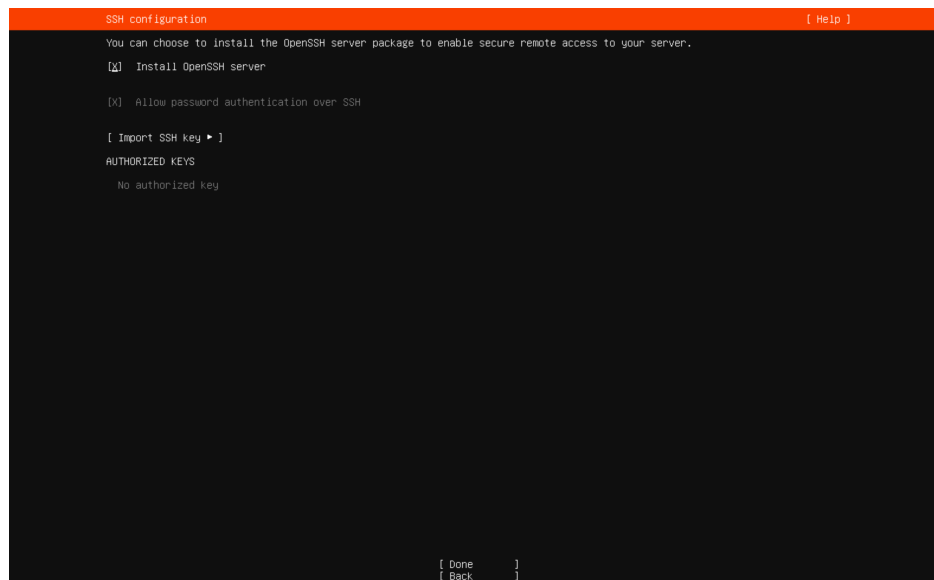 SSH configuration [ Help ]
You can choose to install the OpenSSH server package to enable secure remote access to your server.
[X] Install OpenSSH server
[X] Allow password authentication over SSH
[ Import SSH key ▸ ]
AUTHORIZED KEYS
No authorized key
[ Done ]
[ Back ]